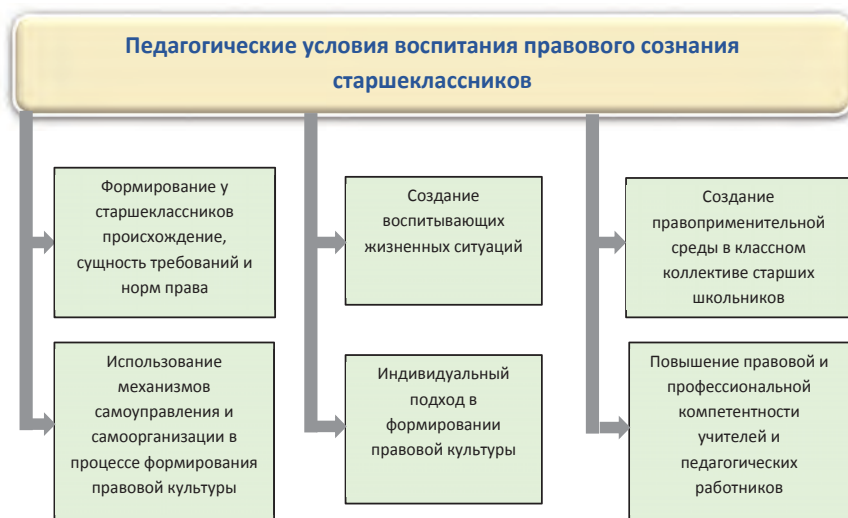 Педагогические условия воспитания правового сознания
старшеклассников
Формирование у
старшеклассников
происхождение,
сущность требований и
норм права
Создание
воспитывающих
жизненных ситуаций
Создание
правоприменительной
среды в классном
коллективе старших
школьников
Использование
механизмов
самоуправления и
самоорганизации в
процессе формирования
правовой культуры
Индивидуальный
подход в
формировании
правовой культуры
Повышение правовой и
профессиональной
компетентности
учителей и
педагогических
работников